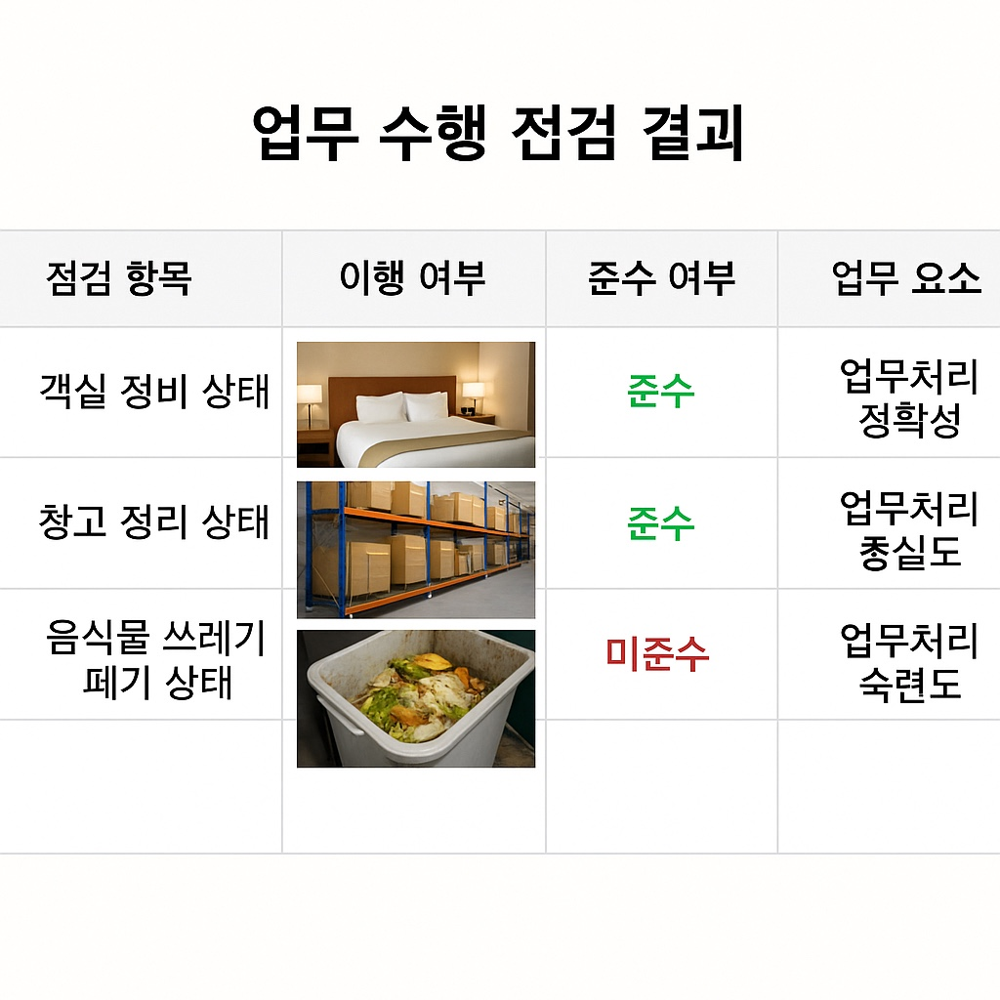 업무 수행 전검 결괴
점검 항목 이행 여부 준수 여부 업무 요소
객실 정비 상태 준수 업무처리
정확성
창고 정리 상태 준수 업무처리
종실도
음식물 쓰레기
페기 상태 미준수 업무처리
숙련도